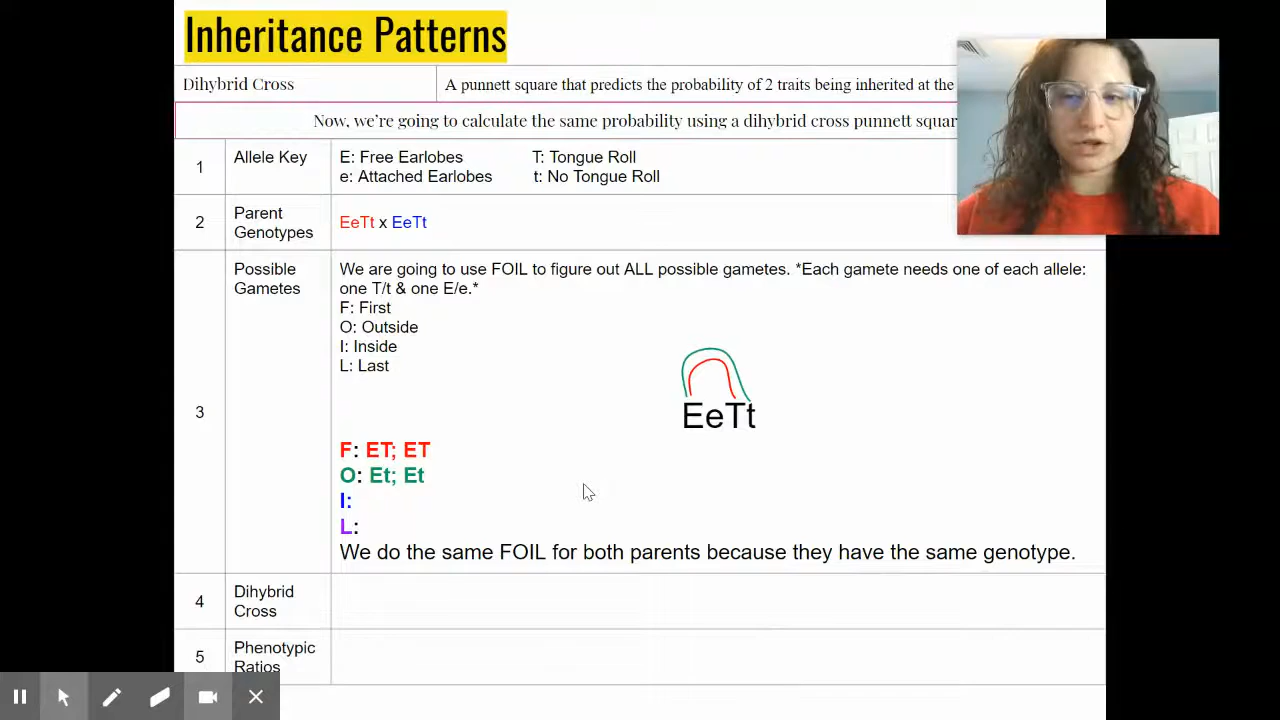 Inheritance Patterns
Dihybrid Cross
A punnett square that predicts the probability of 2 traits being inherited at the
Now, we're going to calculate the same probability using a dihybrid cross punnett squar
1
Allele Key
E: Free Earlobes T: Tongue Roll
e: Attached Earlobes t: No Tongue Roll
2
Parent
Genotypes
EeTt x EeTt
3
Possible
Gametes
We are going to use FOIL to figure out ALL possible gametes. *Each gamete needs one of each allele:
one T/t & one E/e.*
F: First
O: Outside
I: Inside
L: Last
EeTt
F: ET; ET
O: Et; Et
I:
L:
We do the same FOIL for both parents because they have the same genotype.
4
Dihybrid
Cross
5
Phenotypic
Ratios